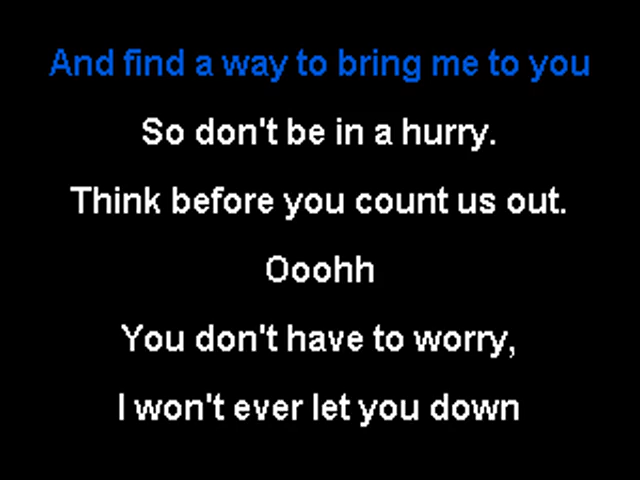 And find a way to bring me to you
So don't be in a hurry.
Think before you count us out.
Ooohh
You don't have to worry,
I won't ever let you down